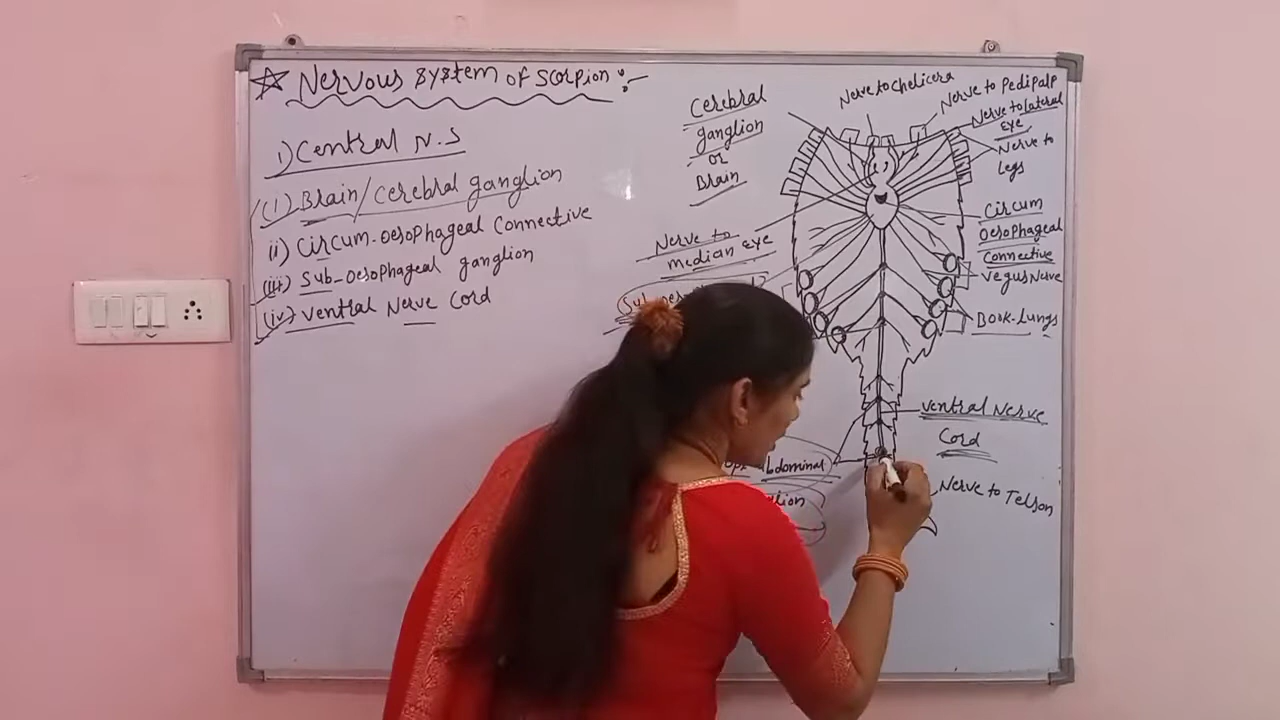 ☆ Nervous system of scorpion :-
1) Central N.S
(i) Brain/cerebral ganglion
ii) Circum-oesophageal Connective
(iii) Sub-oesophageal ganglion
(iv) ventral Nerve Cord
Cerebral
ganglion
or
Brain
Nerve to
median eye
Nerve to chelicera
Nerve to Pedipalp
Nerve to lateral
eye
Nerve to
legs
Circum
oesophageal
Connective
vegus Nerve
Book-lungs
ventral Nerve
Cord
Nerve to Telson